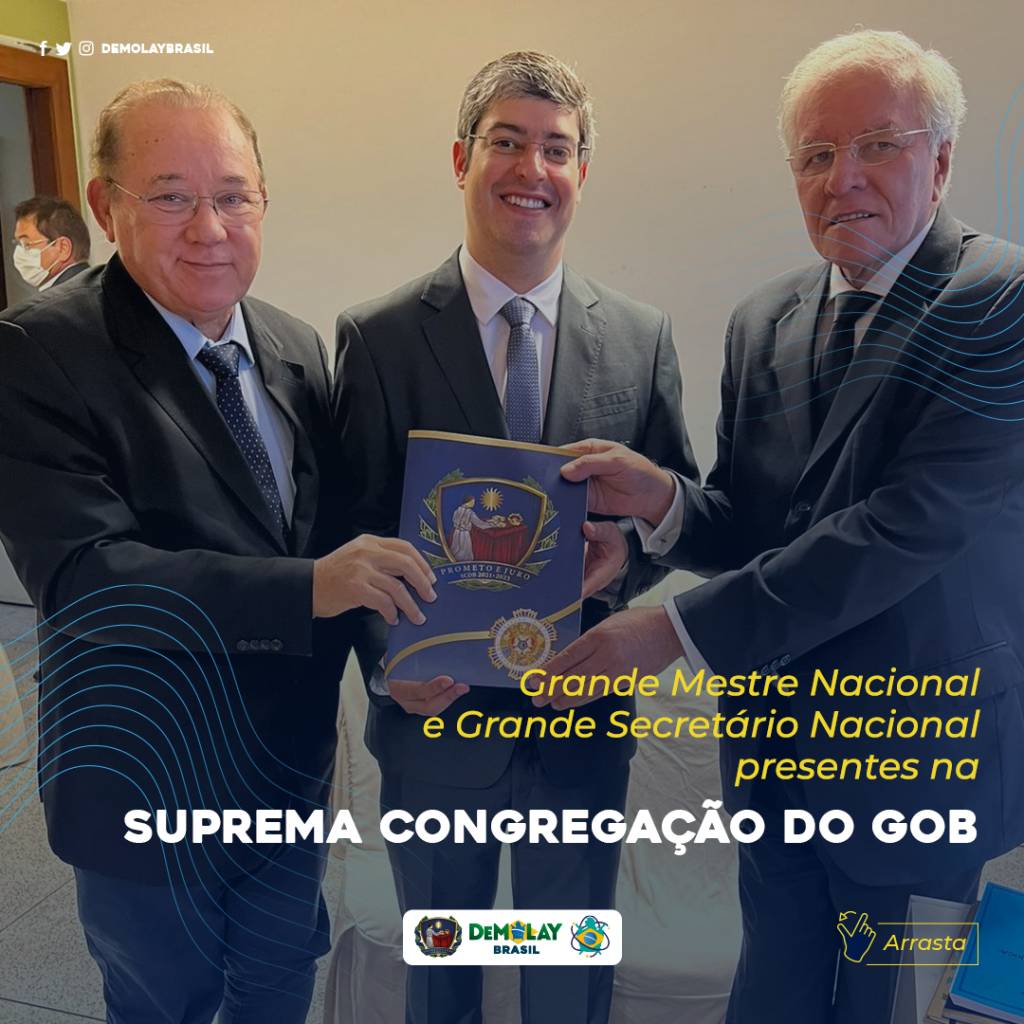 DEMOLAYBRASIL
PROMETO E JURO
SCDB 2021 • 2023
Grande Mestre Nacional
e Grande Secretário Nacional
presentes na
SUPREMA CONGREGAÇÃO DO GOB
DEMOLAY
BRASIL
Arrasta